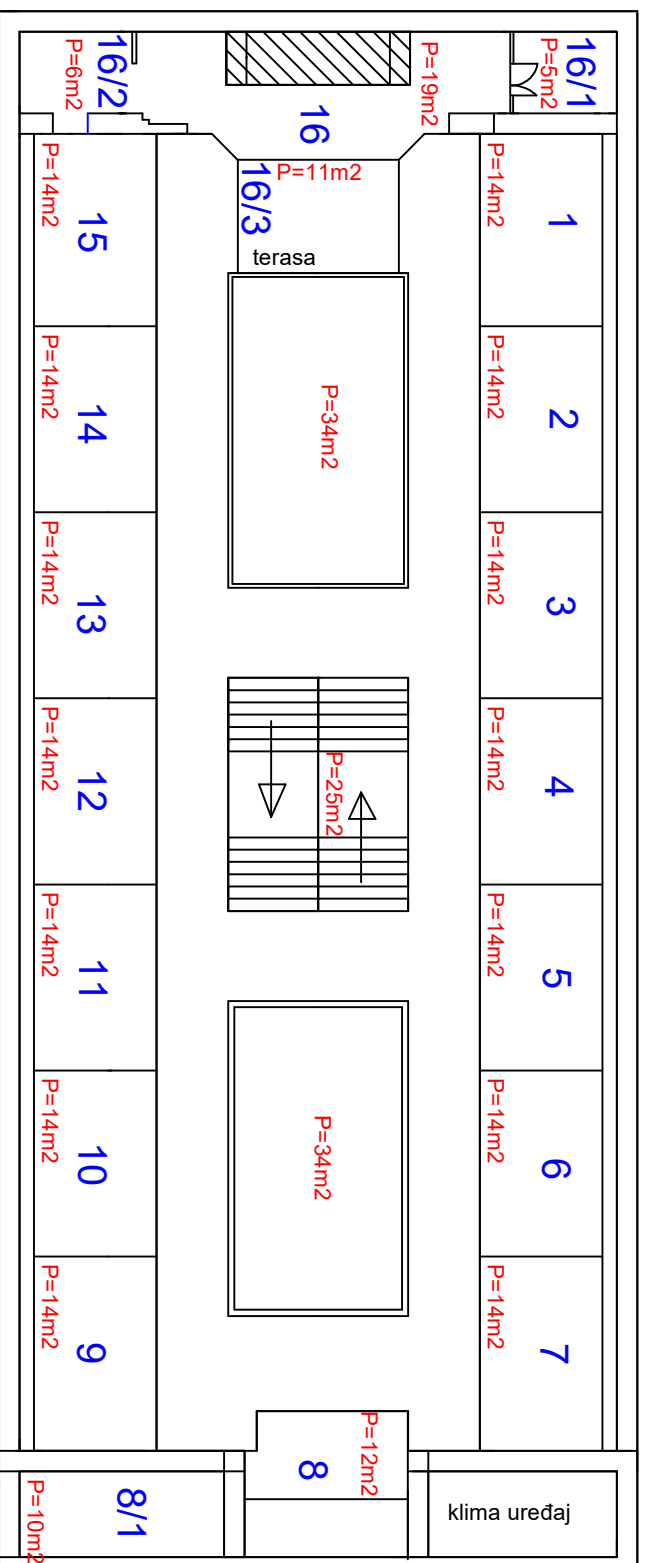 16/2
P=6m2
16
P=19m2
16/1
P=5m2
P=11m2
16/3
terasa
15
P=14m2
1
P=14m2
14
P=14m2
P=34m2
2
P=14m2
13
P=14m2
3
P=14m2
12
P=14m2
P=25m2
4
P=14m2
11
P=14m2
5
P=14m2
10
P=14m2
P=34m2
6
P=14m2
9
P=14m2
7
P=14m2
8
P=12m2
8/1
P=10m2
klima uređaj